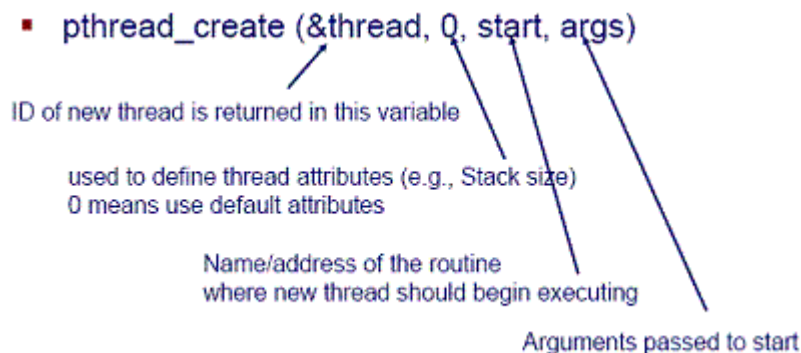 ▪ pthread_create (&thread, 0, start, args)
ID of new thread is returned in this variable
used to define thread attributes (e.g., Stack size)
0 means use default attributes
Name/address of the routine
where new thread should begin executing
Arguments passed to start